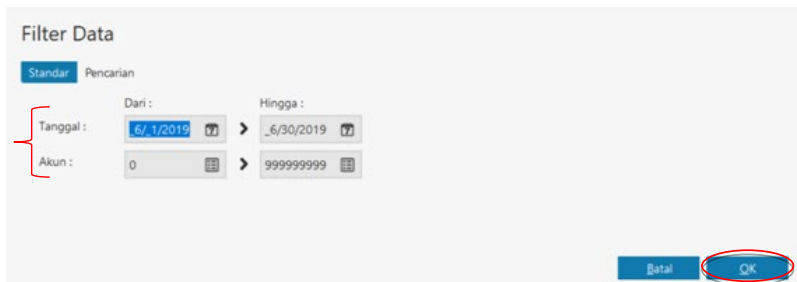 Filter Data
Standar Pencarian
Dari : Hingga :
Tanggal : _6/_1/2019 _6/30/2019
Akun : 0 999999999
Batal OK